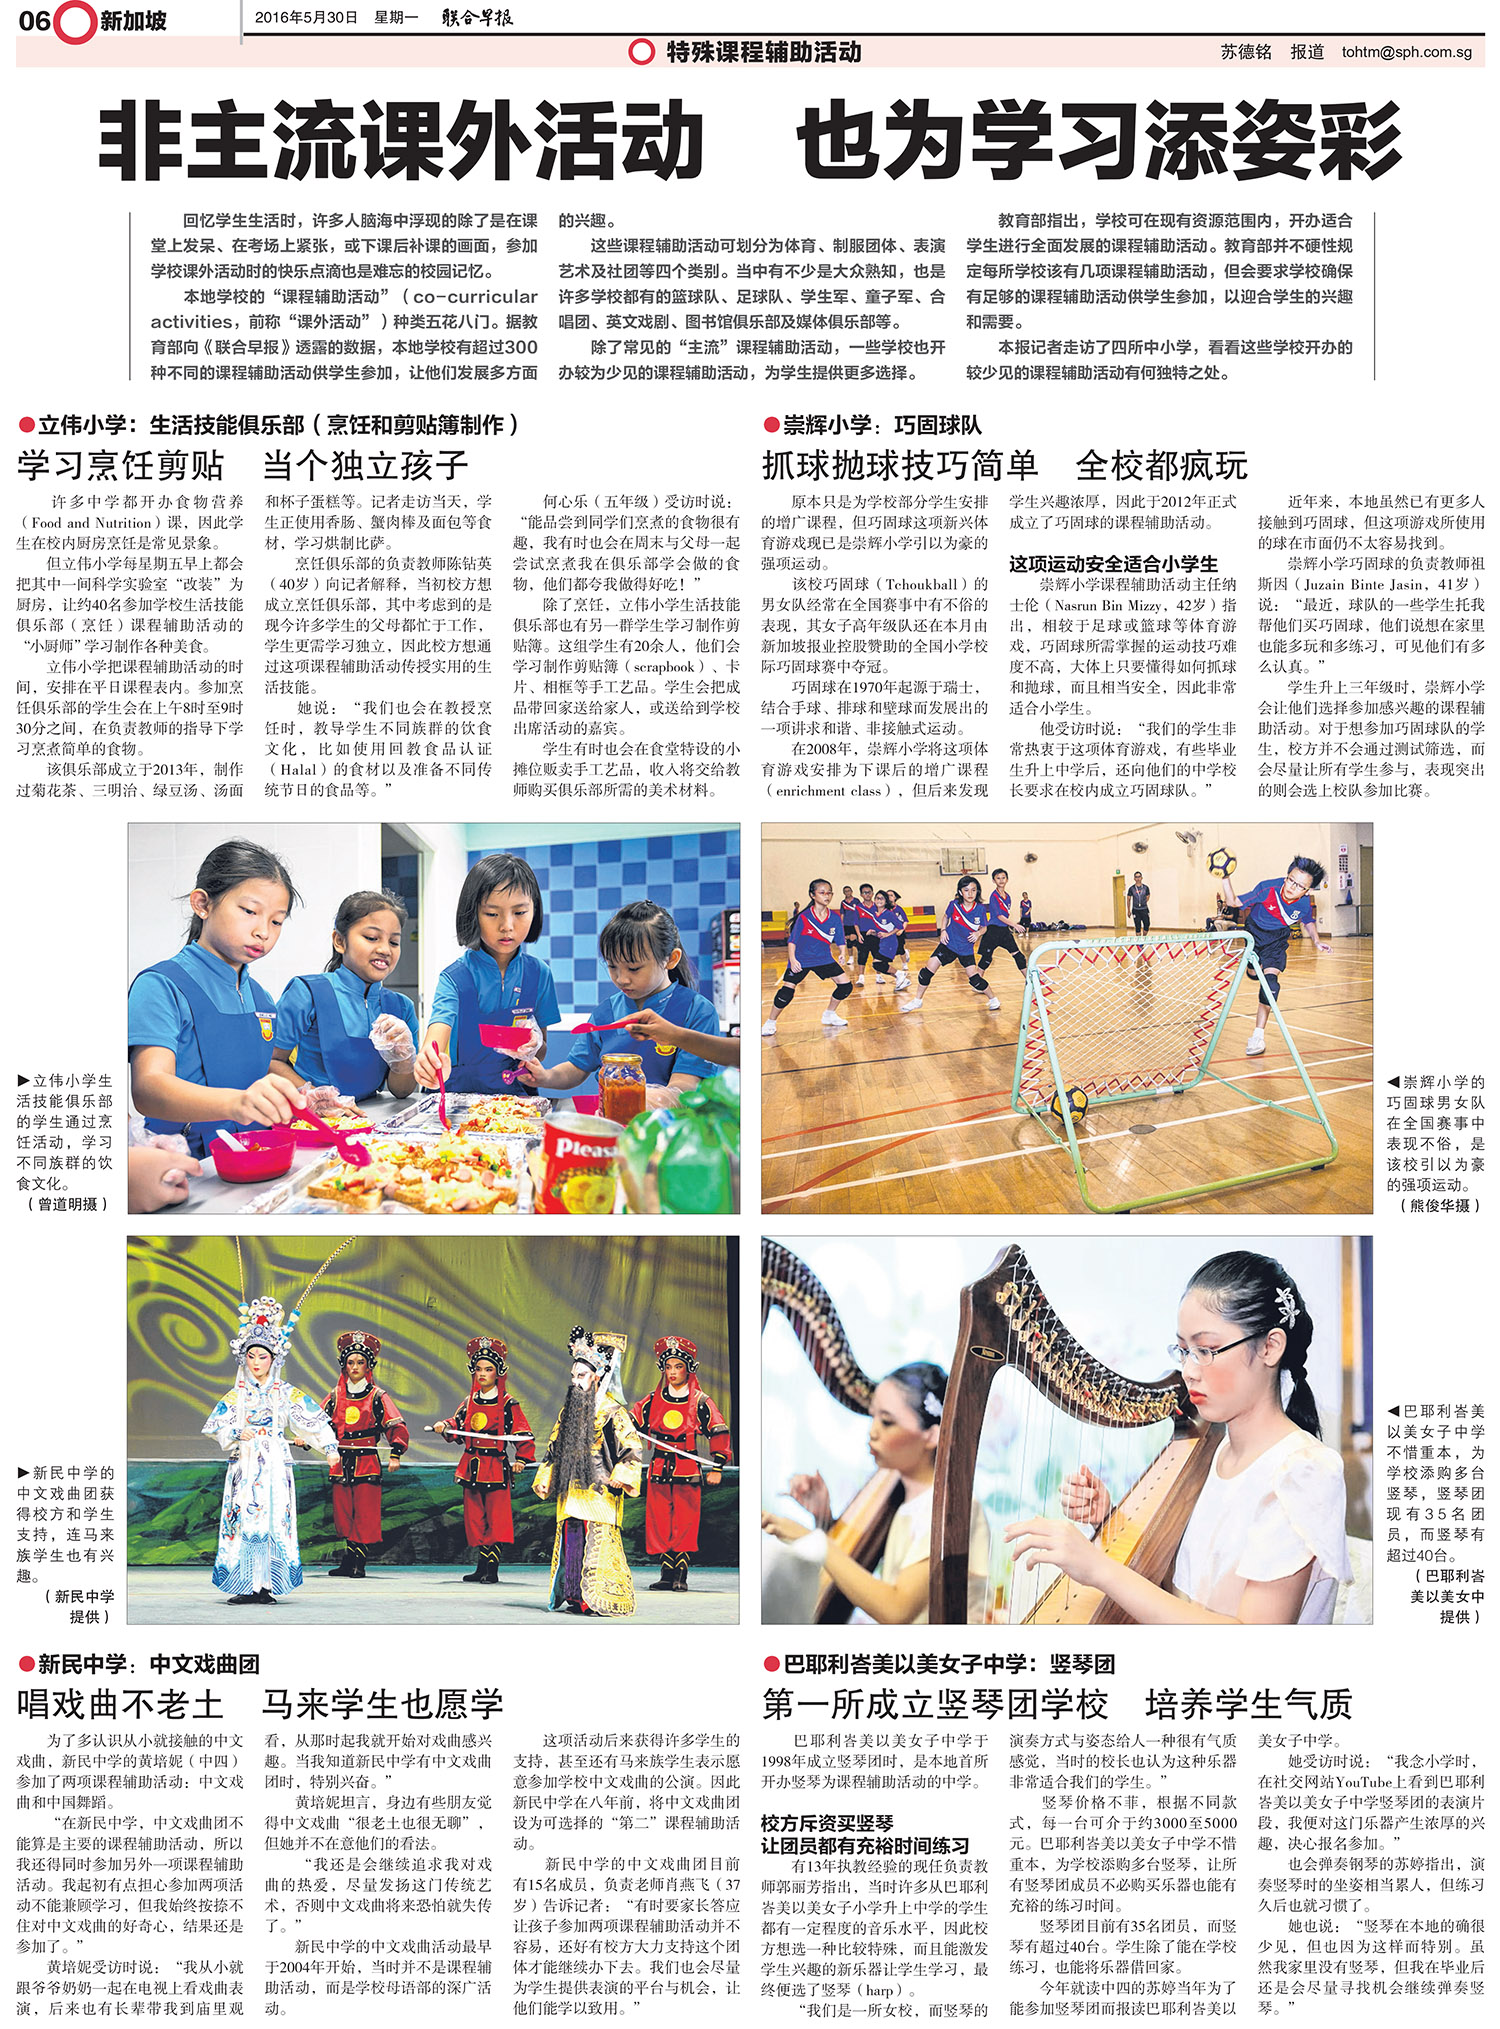 06 新加坡
2016年5月30日 星期一 联合早报
特殊课程辅助活动
苏德铭 报道 tohtm@sph.com.sg
非主流课外活动 也为学习添姿彩
回忆学生生活时，许多人脑海中浮现的除了是在课
堂上发呆、在考场上紧张，或下课后补课的画面，参加
学校课外活动时的快乐点滴也是难忘的校园记忆。
本地学校的“课程辅助活动”（co-curricular
activities，前称“课外活动”）种类五花八门。据教
育部向《联合早报》透露的数据，本地学校有超过300
种不同的课程辅助活动供学生参加，让他们发展多方面
的兴趣。
这些课程辅助活动可划分为体育、制服团体、表演
艺术及社团等四个类别。当中有不少是大众熟知，也是
许多学校都有的篮球队、足球队、学生军、童子军、合
唱团、英文戏剧、图书馆俱乐部及媒体俱乐部等。
除了常见的“主流”课程辅助活动，一些学校也开
办较为少见的课程辅助活动，为学生提供更多选择。
教育部指出，学校可在现有资源范围内，开办适合
学生进行全面发展的课程辅助活动。教育部并不硬性规
定每所学校该有几项课程辅助活动，但会要求学校确保
有足够的课程辅助活动供学生参加，以迎合学生的兴趣
和需要。
本报记者走访了四所中小学，看看这些学校开办的
较少见的课程辅助活动有何独特之处。
●立伟小学：生活技能俱乐部（烹饪和剪贴簿制作）
学习烹饪剪贴 当个独立孩子
许多中学都开办食物营养
（Food and Nutrition）课，因此学
生在校内厨房烹饪是常见景象。
但立伟小学每星期五早上都会
把其中一间科学实验室“改装”为
厨房，让约40名参加学校生活技能
俱乐部（烹饪）课程辅助活动的
“小厨师”学习制作各种美食。
立伟小学把课程辅助活动的时
间，安排在平日课程表内。参加烹
饪俱乐部的学生会在上午8时至9时
30分之间，在负责教师的指导下学
习烹煮简单的食物。
该俱乐部成立于2013年，制作
过菊花茶、三明治、绿豆汤、汤面
和杯子蛋糕等。记者走访当天，学
生正使用香肠、蟹肉棒及面包等食
材，学习烘制比萨。
烹饪俱乐部的负责教师陈钻英
（40岁）向记者解释，当初校方想
成立烹饪俱乐部，其中考虑到的是
现今许多学生的父母都忙于工作，
学生更需学习独立，因此校方想通
过这项课程辅助活动传授实用的生
活技能。
她说：“我们也会在教授烹
饪时，教导学生不同族群的饮食
文化，比如使用回教食品认证
（Halal）的食材以及准备不同传
统节日的食品等。”
何心乐（五年级）受访时说：
“能品尝到同学们烹煮的食物很有
趣，我有时也会在周末与父母一起
尝试烹煮我在俱乐部学会做的食
物，他们都夸我做得好吃！”
除了烹饪，立伟小学生活技能
俱乐部也有另一群学生学习制作剪
贴簿。这组学生有20余人，他们会
学习制作剪贴簿（scrapbook）、卡
片、相框等手工艺品。学生会把成
品带回家送给家人，或送给到学校
出席活动的嘉宾。
学生有时也会在食堂特设的小
摊位贩卖手工艺品，收入将交给教
师购买俱乐部所需的美术材料。
●崇辉小学：巧固球队
抓球抛球技巧简单 全校都疯玩
原本只是为学校部分学生安排
的增广课程，但巧固球这项新兴体
育游戏现已是崇辉小学引以为豪的
强项运动。
该校巧固球（Tchoukball）的
男女队经常在全国赛事中有不俗的
表现，其女子高年级队还在本月由
新加坡报业控股赞助的全国小学校
际巧固球赛中夺冠。
巧固球在1970年起源于瑞士，
结合手球、排球和壁球而发展出的
一项讲求和谐、非接触式运动。
在2008年，崇辉小学将这项体
育游戏安排为下课后的增广课程
（enrichment class），但后来发现
学生兴趣浓厚，因此于2012年正式
成立了巧固球的课程辅助活动。
这项运动安全适合小学生
崇辉小学课程辅助活动主任纳
士伦（Nasrun Bin Mizzy，42岁）指
出，相较于足球或篮球等体育游
戏，巧固球所需掌握的运动技巧难
度不高，大体上只要懂得如何抓球
和抛球，而且相当安全，因此非常
适合小学生。
他受访时说：“我们的学生非
常热衷于这项体育游戏，有些毕业
生升上中学后，还向他们的中学校
长要求在校内成立巧固球队。”
近年来，本地虽然已有更多人
接触到巧固球，但这项游戏所使用
的球在市面仍不太容易找到。
崇辉小学巧固球的负责教师祖
斯因（Juzain Binte Jasin，41岁）
说：“最近，球队的一些学生托我
帮他们买巧固球，他们说想在家里
也能多玩和多练习，可见他们有多
么认真。”
学生升上三年级时，崇辉小学
会让他们选择参加感兴趣的课程辅
助活动。对于想参加巧固球队的学
生，校方并不会通过测试筛选，而
会尽量让所有学生参与，表现突出
的则会选上校队参加比赛。
▶立伟小学生
活技能俱乐部
的学生通过烹
饪活动，学习
不同族群的饮
食文化。
（曾道明摄）
◀崇辉小学的
巧固球男女队
在全国赛事中
表现不俗，是
该校引以为豪
的强项运动。
（熊俊华摄）
▶新民中学的
中文戏曲团获
得校方和学生
支持，连马来
族学生也有兴
趣。
（新民中学
提供）
◀巴耶利峇美
以美女子中学
不惜重本，为
学校添购多台
竖琴，竖琴团
现有35名团
员，而竖琴有
超过40台。
（巴耶利峇
美以美女中
提供）
●新民中学：中文戏曲团
唱戏曲不老土 马来学生也愿学
为了多认识从小就接触的中文
戏曲，新民中学的黄培妮（中四）
参加了两项课程辅助活动：中文戏
曲和中国舞蹈。
“在新民中学，中文戏曲团不
能算是主要的课程辅助活动，所以
我还得同时参加另外一项课程辅助
活动。我起初有点担心参加两项活
动不能兼顾学习，但我始终按捺不
住对中文戏曲的好奇心，结果还是
参加了。”
黄培妮受访时说：“我从小就
跟爷爷奶奶一起在电视上看戏曲表
演，后来也有长辈带我到庙里观
看，从那时起我就开始对戏曲感兴
趣。当我知道新民中学有中文戏曲
团时，特别兴奋。”
黄培妮坦言，身边有些朋友觉
得中文戏曲“很老土也很无聊”，
但她并不在意他们的看法。
“我还是会继续追求我对戏
曲的热爱，尽量发扬这门传统艺
术，否则中文戏曲将来恐怕就失传
了。”
新民中学的中文戏曲活动最早
于2004年开始，当时并不是课程辅
助活动，而是学校母语部的深广活
动。
这项活动后来获得许多学生的
支持，甚至还有马来族学生表示愿
意参加学校中文戏曲的公演。因此
新民中学在八年前，将中文戏曲团
设为可选择的“第二”课程辅助活
动。
新民中学的中文戏曲团目前
有15名成员，负责老师肖燕飞（37
岁）告诉记者：“有时要家长答应
让孩子参加两项课程辅助活动并不
容易，还好有校方大力支持这个团
体才能继续办下去。我们也会尽量
为学生提供表演的平台与机会，让
他们能学以致用。”
●巴耶利峇美以美女子中学：竖琴团
第一所成立竖琴团学校 培养学生气质
巴耶利峇美以美女子中学于
1998年成立竖琴团时，是本地首所
开办竖琴为课程辅助活动的中学。
校方斥资买竖琴
让团员都有充裕时间练习
有13年执教经验的现任负责教
师郭丽芳指出，当时许多从巴耶利
峇美以美女子小学升上中学的学生
都有一定程度的音乐水平，因此校
方想选一种比较特殊，而且能激发
学生兴趣的新乐器让学生学习，最
终便选了竖琴（harp）。
“我们是一所女校，而竖琴的
演奏方式与姿态给人一种很有气质
感觉，当时的校长也认为这种乐器
非常适合我们的学生。”
竖琴价格不菲，根据不同款
式，每一台可介于约3000至5000
元。巴耶利峇美以美女子中学不惜
重本，为学校添购多台竖琴，让所
有竖琴团成员不必购买乐器也能有
充裕的练习时间。
竖琴团目前有35名团员，而竖
琴有超过40台。学生除了能在学校
练习，也能将乐器借回家。
今年就读中四的苏婷当年为了
能参加竖琴团而报读巴耶利峇美以
美女子中学。
她受访时说：“我念小学时，
在社交网站YouTube上看到巴耶利
峇美以美女子中学竖琴团的表演片
段，我便对这门乐器产生浓厚的兴
趣，决心报名参加。”
也会弹奏钢琴的苏婷指出，演
奏竖琴时的坐姿相当累人，但练习
久后也就习惯了。
她也说：“竖琴在本地的确很
少见，但也因为这样而特别。虽
然我家里没有竖琴，但我在毕业后
还是会尽量寻找机会继续弹奏竖
琴。”